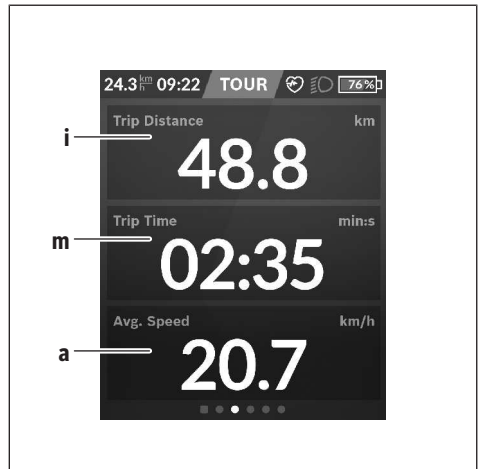 24.3 km/h 09:22 TOUR 76%
Trip Distance km
i
48.8
Trip Time min:s
m
02:35
Avg. Speed km/h
a
20.7